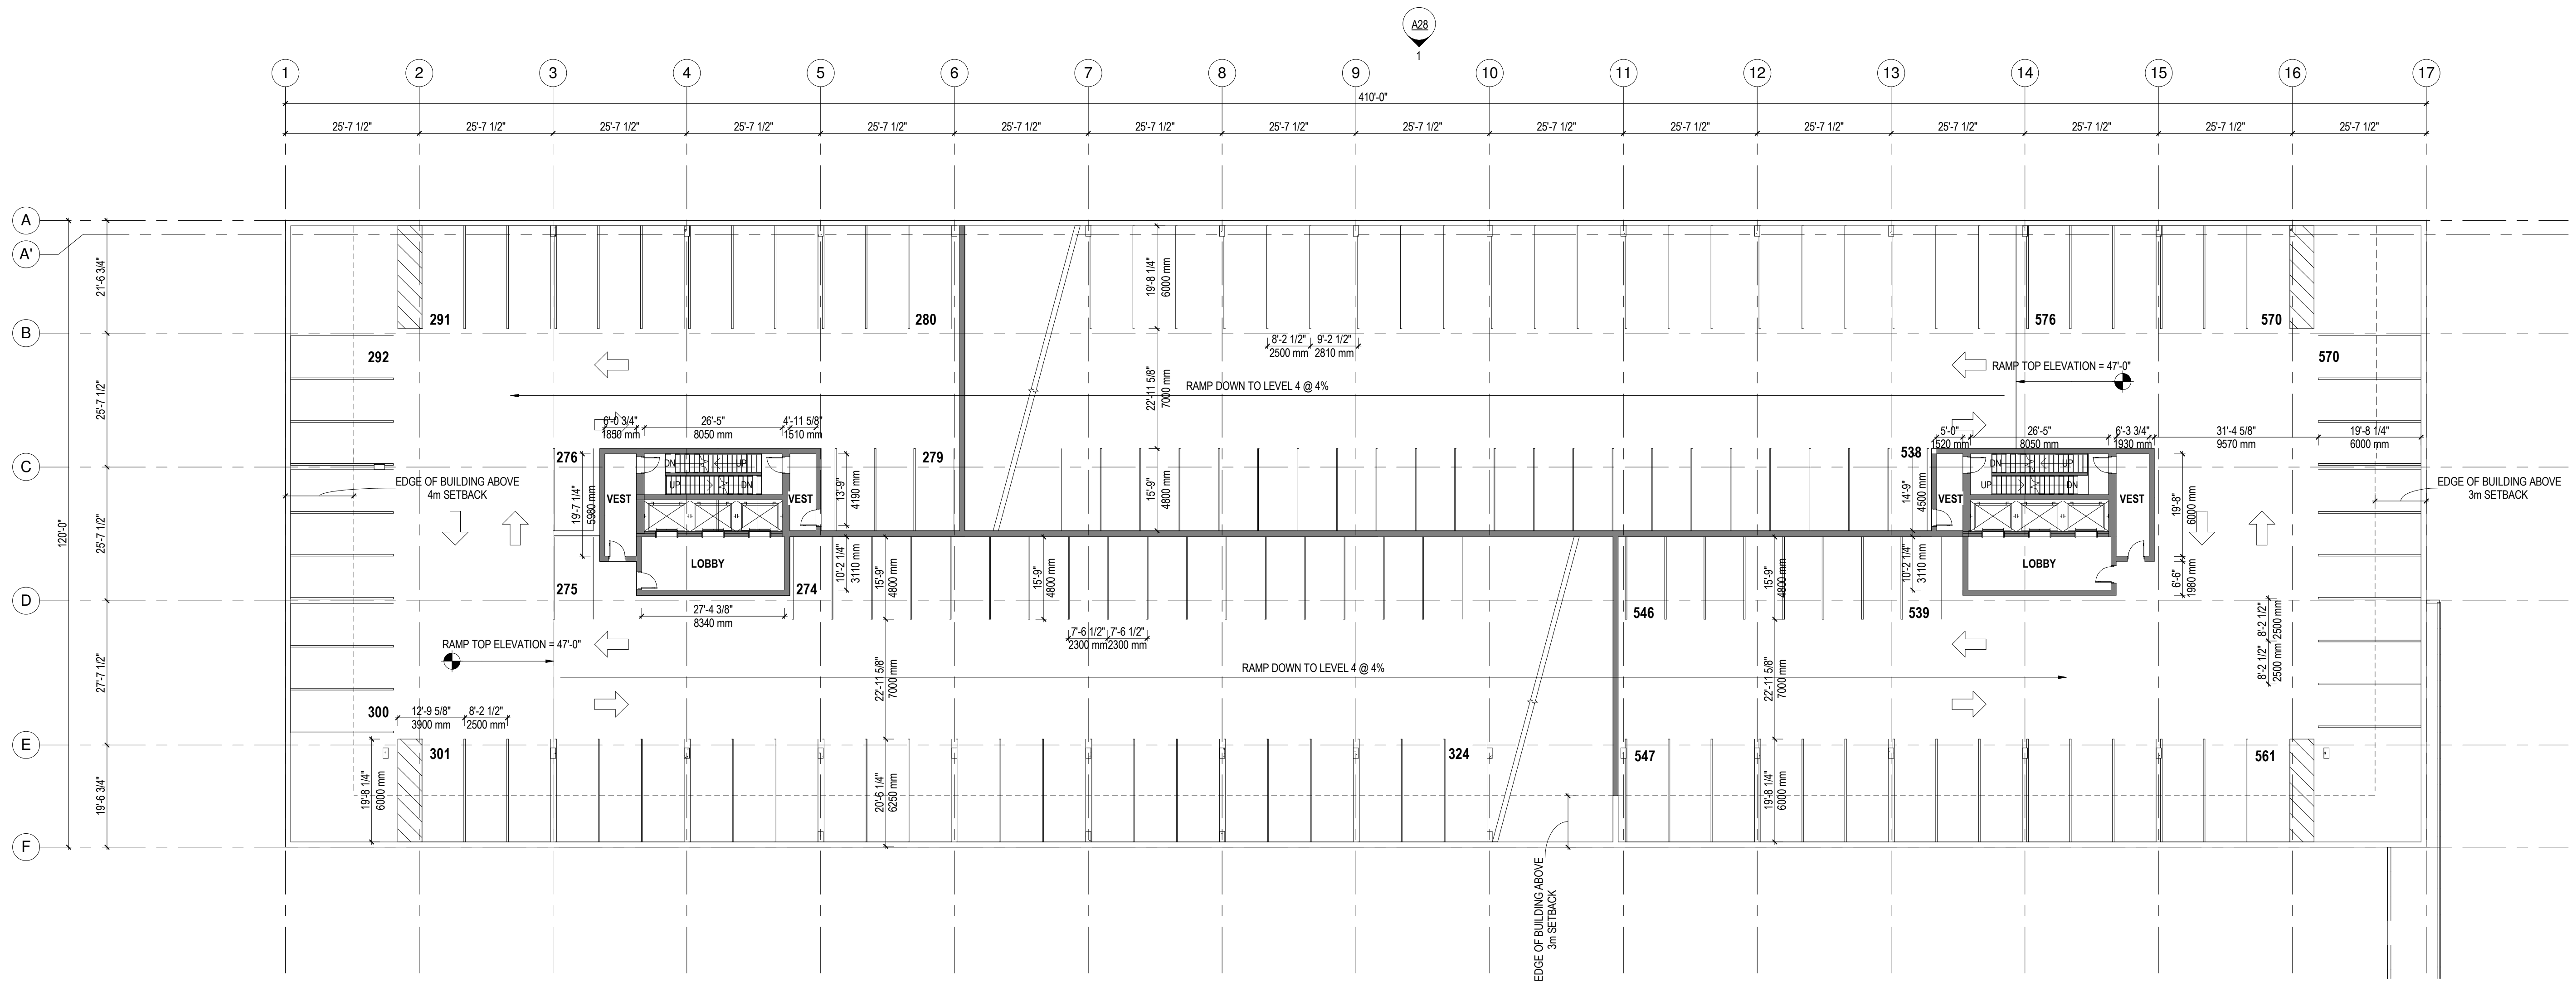 A28
1
1 2 3 4 5 6 7 8 9 10 11 12 13 14 15 16 17
410'-0"
25'-7 1/2" 25'-7 1/2" 25'-7 1/2" 25'-7 1/2" 25'-7 1/2" 25'-7 1/2" 25'-7 1/2" 25'-7 1/2" 25'-7 1/2" 25'-7 1/2" 25'-7 1/2" 25'-7 1/2" 25'-7 1/2" 25'-7 1/2" 25'-7 1/2" 25'-7 1/2"
A
A'
B
C
D
E
F
120'-0"
21'-6 3/4"
25'-7 1/2"
25'-7 1/2"
27'-7 1/2"
19'-6 3/4"
291
280
576
570
292
570
19'-8 1/4"
6000 mm
8'-2 1/2" 9'-2 1/2"
2500 mm 2810 mm
22'-11 5/8"
7000 mm
RAMP DOWN TO LEVEL 4 @ 4%
RAMP TOP ELEVATION = 47'-0"
6'-0 3/4" 26'-5" 4'-11 5/8"
1850 mm 8050 mm 1510 mm
5'-0" 26'-5" 6'-3 3/4" 31'-4 5/8" 19'-8 1/4"
1520 mm 8050 mm 1930 mm 9570 mm 6000 mm
276
279
538
DN UP
UP DN
DN UP
UP DN
VEST
VEST
VEST
VEST
19'-7 1/4"
5980 mm
13'-9"
4190 mm
15'-9"
4800 mm
14'-9"
4500 mm
19'-8"
6000 mm
EDGE OF BUILDING ABOVE
4m SETBACK
EDGE OF BUILDING ABOVE
3m SETBACK
LOBBY
LOBBY
275
274
546
539
10'-2 1/4"
3110 mm
15'-9"
4800 mm
15'-9"
4800 mm
15'-9"
4800 mm
10'-2 1/4"
3110 mm
6'-6"
1980 mm
27'-4 3/8"
8340 mm
7'-6 1/2" 7'-6 1/2"
2300 mm 2300 mm
8'-2 1/2"
2500 mm
8'-2 1/2"
2500 mm
RAMP TOP ELEVATION = 47'-0"
RAMP DOWN TO LEVEL 4 @ 4%
22'-11 5/8"
7000 mm
22'-11 5/8"
7000 mm
300
12'-9 5/8" 8'-2 1/2"
3900 mm 2500 mm
301
324
547
561
19'-8 1/4"
6000 mm
20'-6 1/4"
6250 mm
19'-8 1/4"
6000 mm
EDGE OF BUILDING ABOVE
3m SETBACK